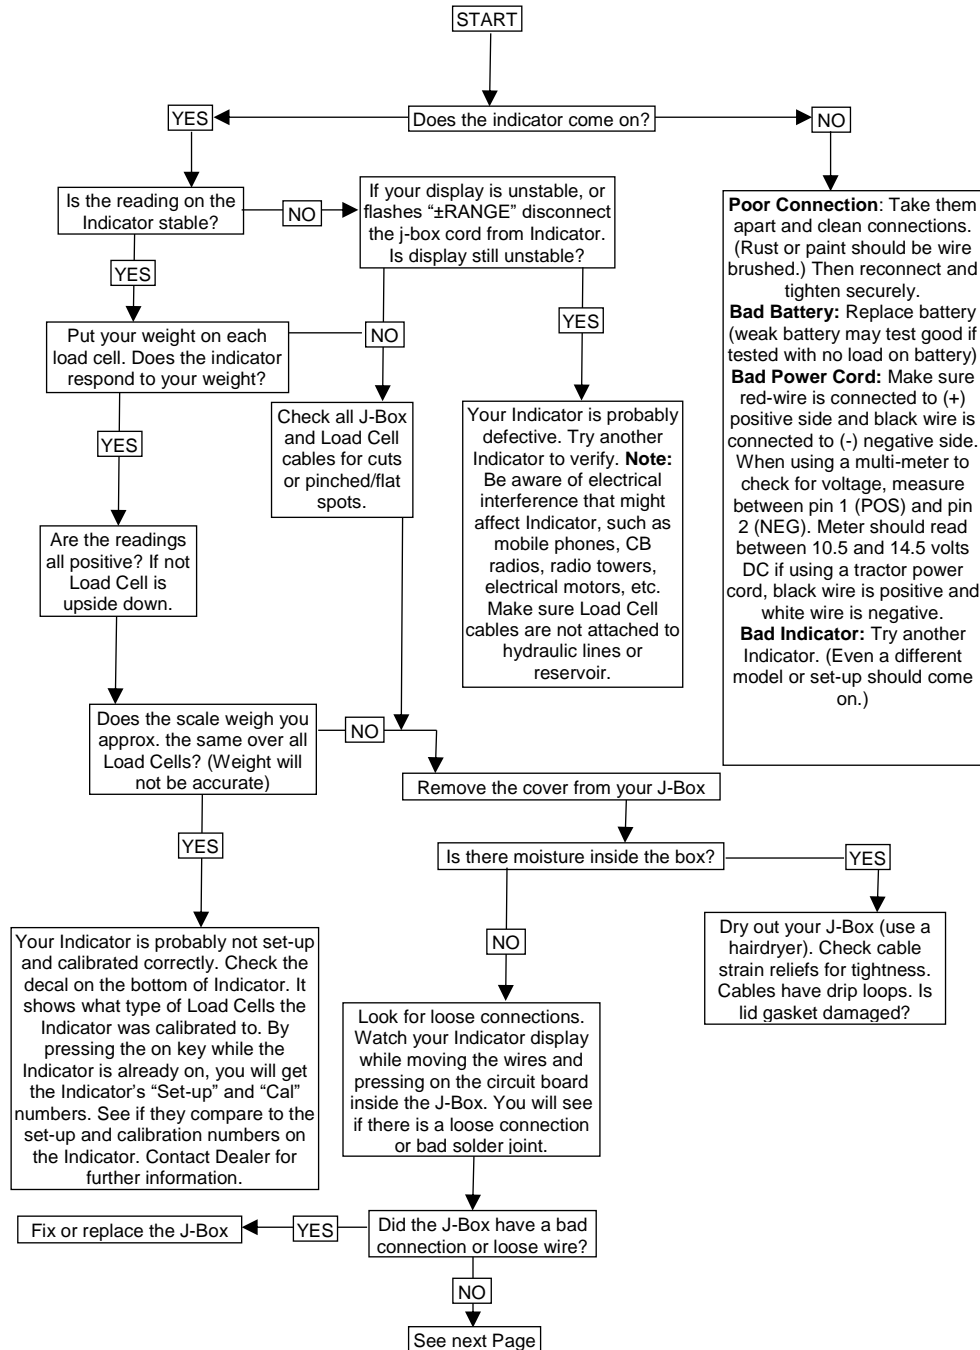 START
Does the indicator come on?
YES
NO
Is the reading on the
Indicator stable?
NO
If your display is unstable, or
flashes “±RANGE” disconnect
the j-box cord from Indicator.
Is display still unstable?
Poor Connection: Take them
apart and clean connections.
(Rust or paint should be wire
brushed.) Then reconnect and
tighten securely.
Bad Battery: Replace battery
(weak battery may test good if
tested with no load on battery)
Bad Power Cord: Make sure
red-wire is connected to (+)
positive side and black wire is
connected to (-) negative side.
When using a multi-meter to
check for voltage, measure
between pin 1 (POS) and pin
2 (NEG). Meter should read
between 10.5 and 14.5 volts
DC if using a tractor power
cord, black wire is positive and
white wire is negative.
Bad Indicator: Try another
Indicator. (Even a different
model or set-up should come
on.)
YES
Put your weight on each
load cell. Does the indicator
respond to your weight?
NO
YES
Check all J-Box
and Load Cell
cables for cuts
or pinched/flat
spots.
Your Indicator is probably
defective. Try another
Indicator to verify. Note:
Be aware of electrical
interference that might
affect Indicator, such as
mobile phones, CB
radios, radio towers,
electrical motors, etc.
Make sure Load Cell
cables are not attached to
hydraulic lines or
reservoir.
YES
Are the readings
all positive? If not
Load Cell is
upside down.
Does the scale weigh you
approx. the same over all
Load Cells? (Weight will
not be accurate)
NO
Remove the cover from your J-Box
YES
Is there moisture inside the box?
YES
NO
Dry out your J-Box (use a
hairdryer). Check cable
strain reliefs for tightness.
Cables have drip loops. Is
lid gasket damaged?
Your Indicator is probably not set-up
and calibrated correctly. Check the
decal on the bottom of Indicator. It
shows what type of Load Cells the
Indicator was calibrated to. By
pressing the on key while the
Indicator is already on, you will get
the Indicator’s “Set-up” and “Cal”
numbers. See if they compare to the
set-up and calibration numbers on
the Indicator. Contact Dealer for
further information.
Look for loose connections.
Watch your Indicator display
while moving the wires and
pressing on the circuit board
inside the J-Box. You will see
if there is a loose connection
or bad solder joint.
Did the J-Box have a bad
connection or loose wire?
YES
Fix or replace the J-Box
NO
See next Page